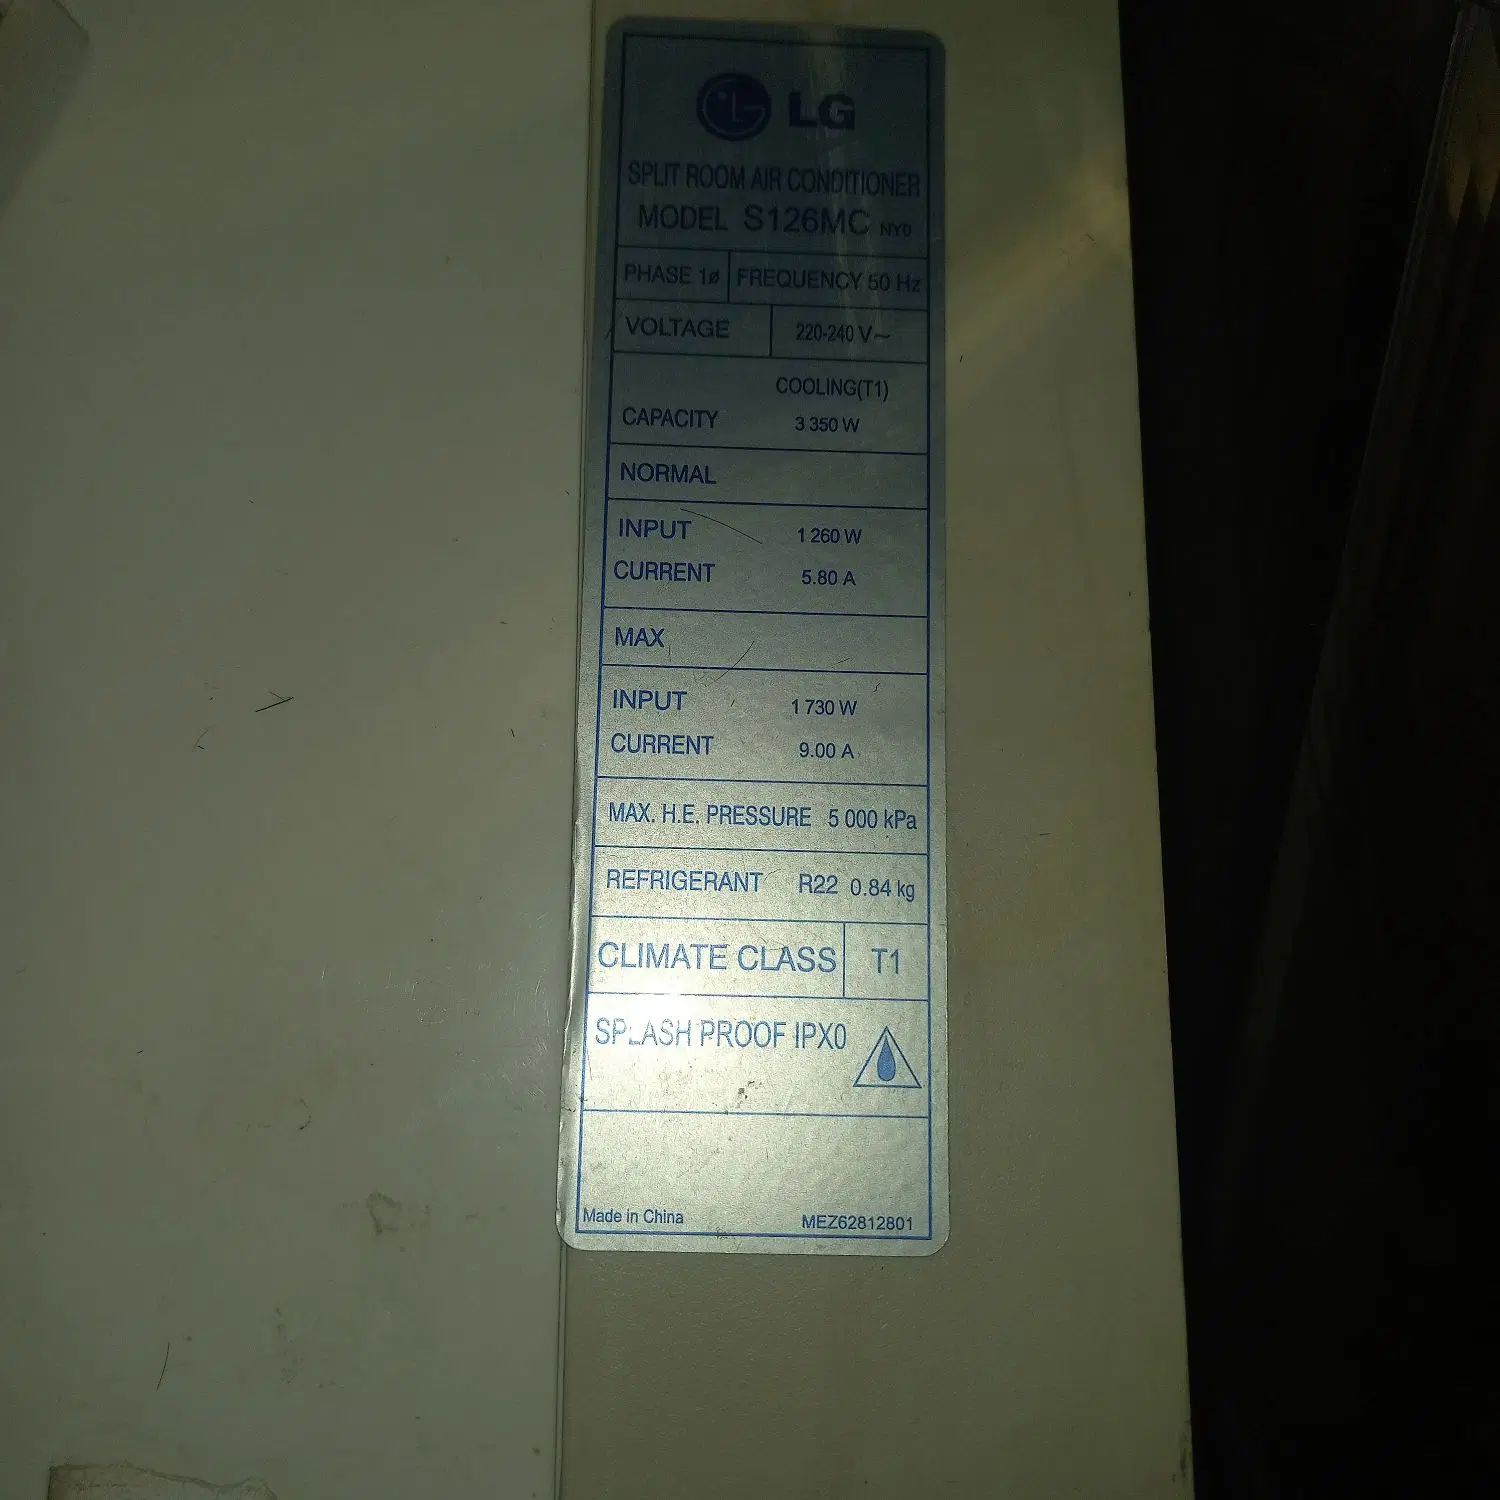 LG
SPLIT ROOM AIR CONDITIONER
MODEL S126MC NY0
PHASE 1ø FREQUENCY 50 Hz
VOLTAGE 220-240 V~
COOLING(T1)
CAPACITY 3 350 W
NORMAL
INPUT 1 260 W
CURRENT 5.80 A
MAX
INPUT 1 730 W
CURRENT 9.00 A
MAX. H.E. PRESSURE 5 000 kPa
REFRIGERANT R22 0.84 kg
CLIMATE CLASS T1
SPLASH PROOF IPX0
Made in China MEZ62812801